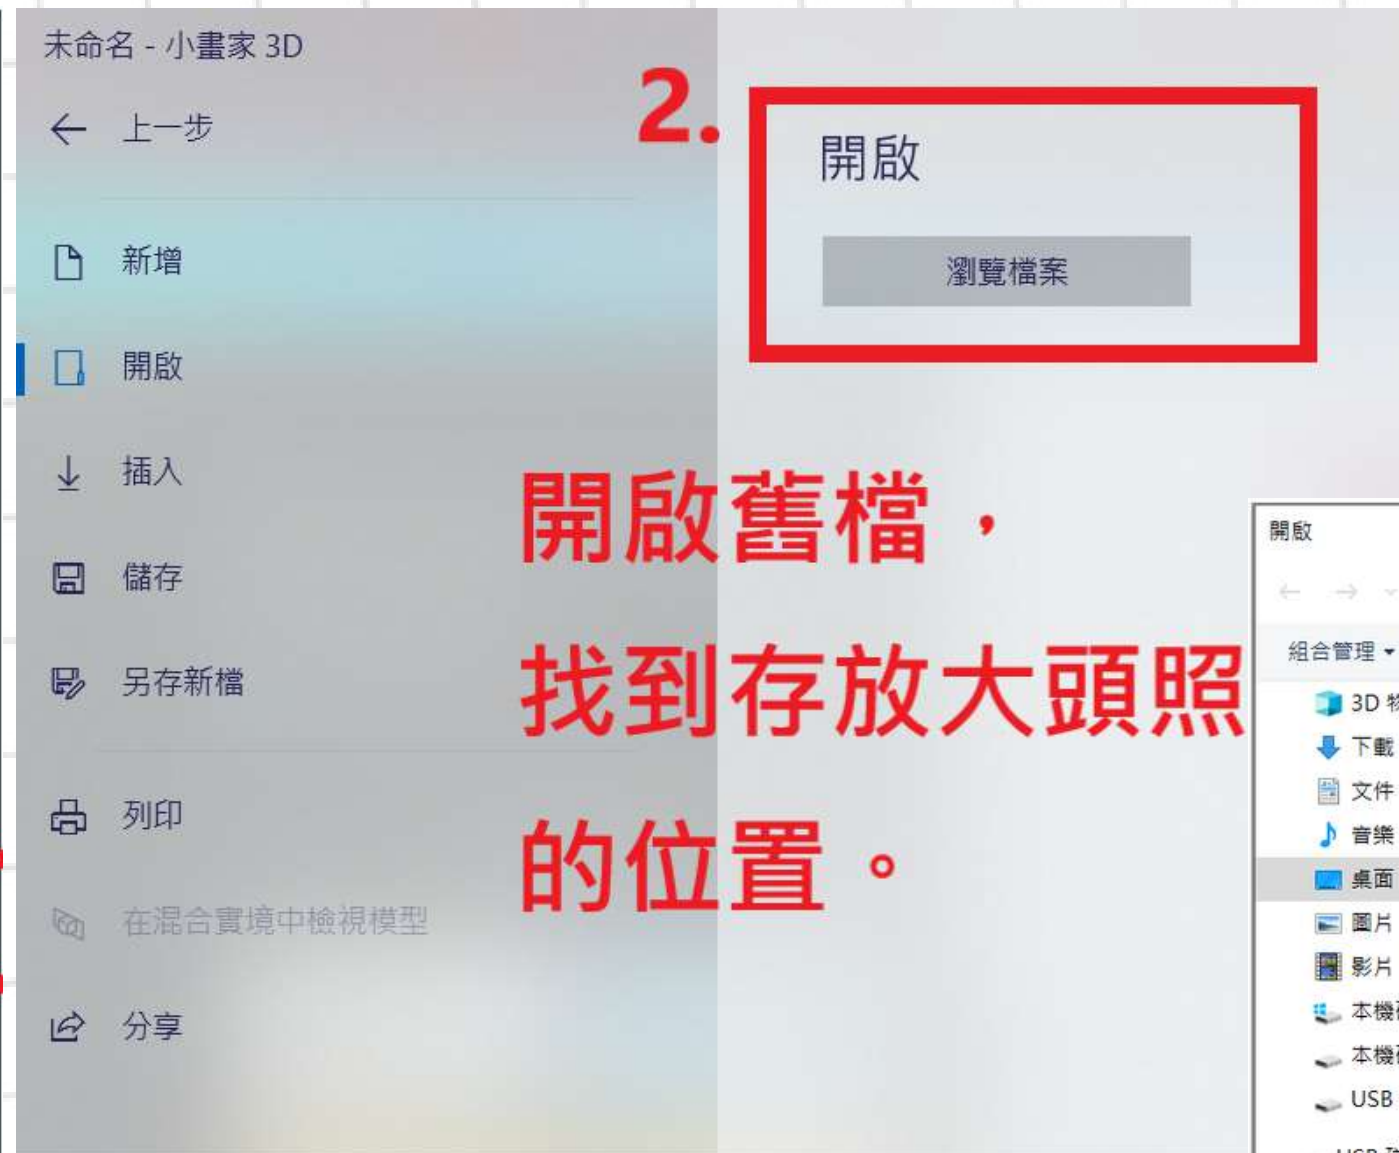 未命名 - 小畫家 3D
上一步
新增
開啟
插入
儲存
另存新檔
列印
在混合實境中檢視模型
分享
2.
開啟
瀏覽檔案
開啟舊檔，
找到存放大頭照
的位置。
開啟
組合管理
3D
下載
文件
音樂
桌面
圖片
影片
本機
本機
USB
USB